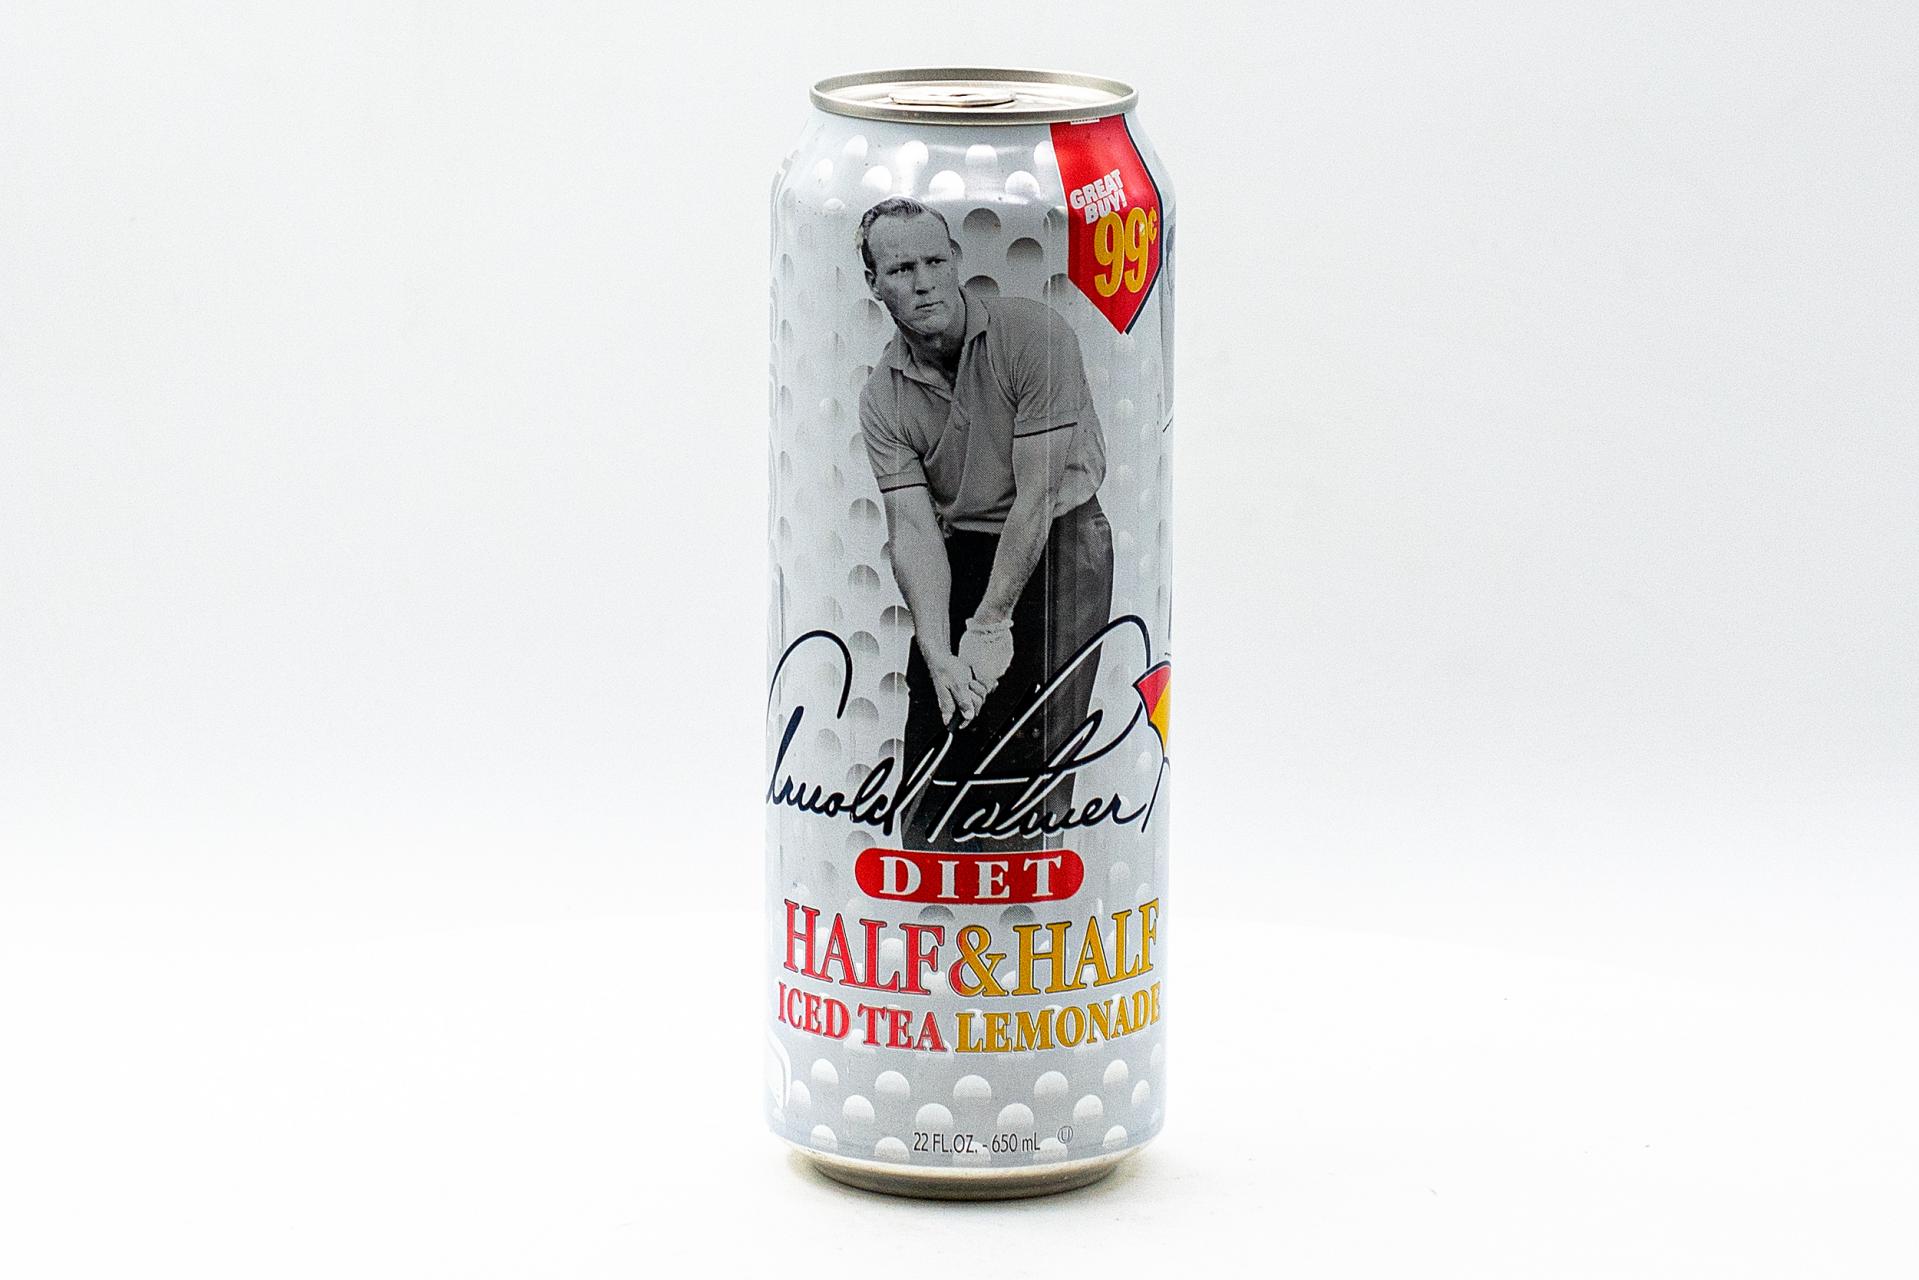 GREAT
BUY!
99¢
Arnold Palmer
DIET
HALF & HALF
ICED TEA LEMONADE
22 FL.OZ. - 650 mL Ⓤ